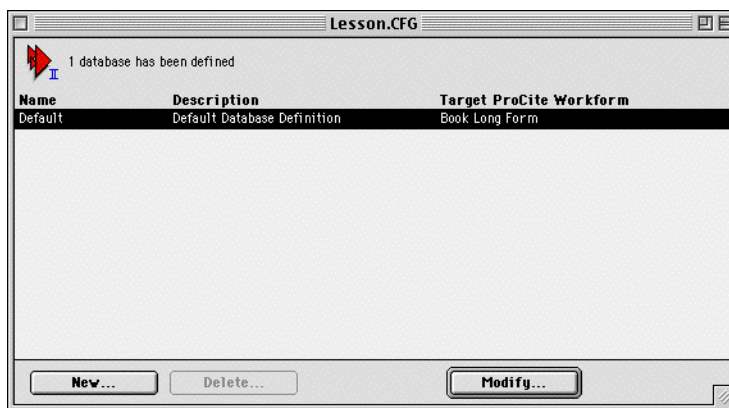 Lesson.CFG
1 database has been defined
II
Name Description Target ProCite Workform
Default Default Database Definition Book Long Form
New... Delete... Modify...